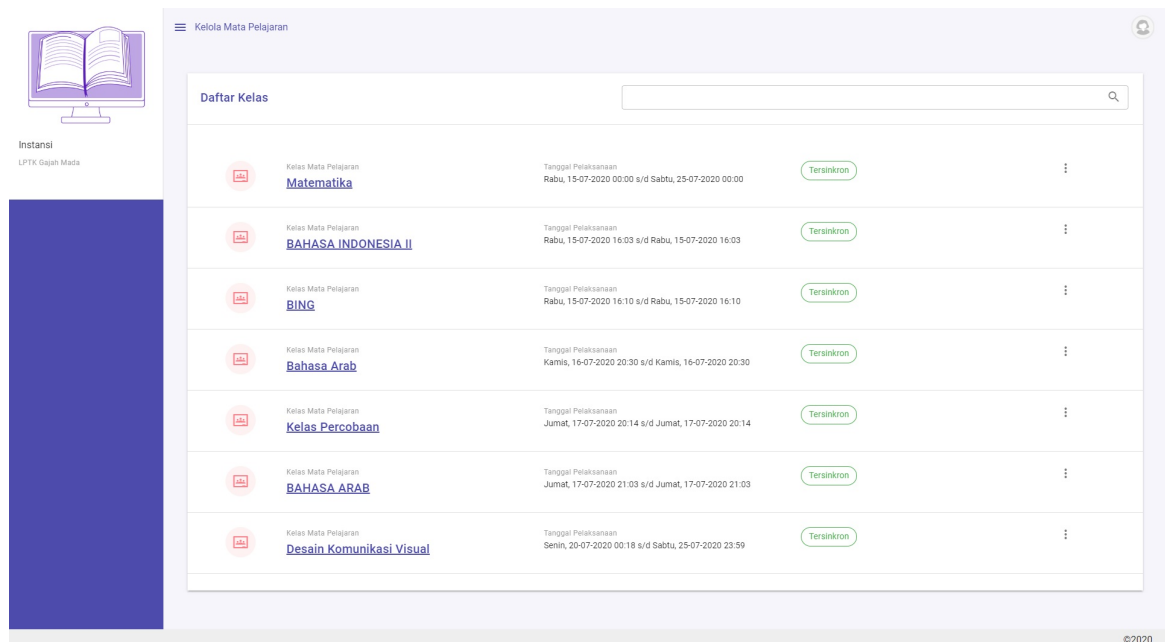 Kelola Mata Pelajaran
Instansi
LPTK Gajah Mada
Daftar Kelas
Kelas Mata Pelajaran
Matematika
Tanggal Pelaksanaan
Rabu, 15-07-2020 00:00 s/d Sabtu, 25-07-2020 00:00
Tersinkron
Kelas Mata Pelajaran
BAHASA INDONESIA II
Tanggal Pelaksanaan
Rabu, 15-07-2020 16:03 s/d Rabu, 15-07-2020 16:03
Tersinkron
Kelas Mata Pelajaran
BING
Tanggal Pelaksanaan
Rabu, 15-07-2020 16:10 s/d Rabu, 15-07-2020 16:10
Tersinkron
Kelas Mata Pelajaran
Bahasa Arab
Tanggal Pelaksanaan
Kamis, 16-07-2020 20:30 s/d Kamis, 16-07-2020 20:30
Tersinkron
Kelas Mata Pelajaran
Kelas Percobaan
Tanggal Pelaksanaan
Jumat, 17-07-2020 20:14 s/d Jumat, 17-07-2020 20:14
Tersinkron
Kelas Mata Pelajaran
BAHASA ARAB
Tanggal Pelaksanaan
Jumat, 17-07-2020 21:03 s/d Jumat, 17-07-2020 21:03
Tersinkron
Kelas Mata Pelajaran
Desain Komunikasi Visual
Tanggal Pelaksanaan
Senin, 20-07-2020 00:18 s/d Sabtu, 25-07-2020 23:59
Tersinkron
©2020